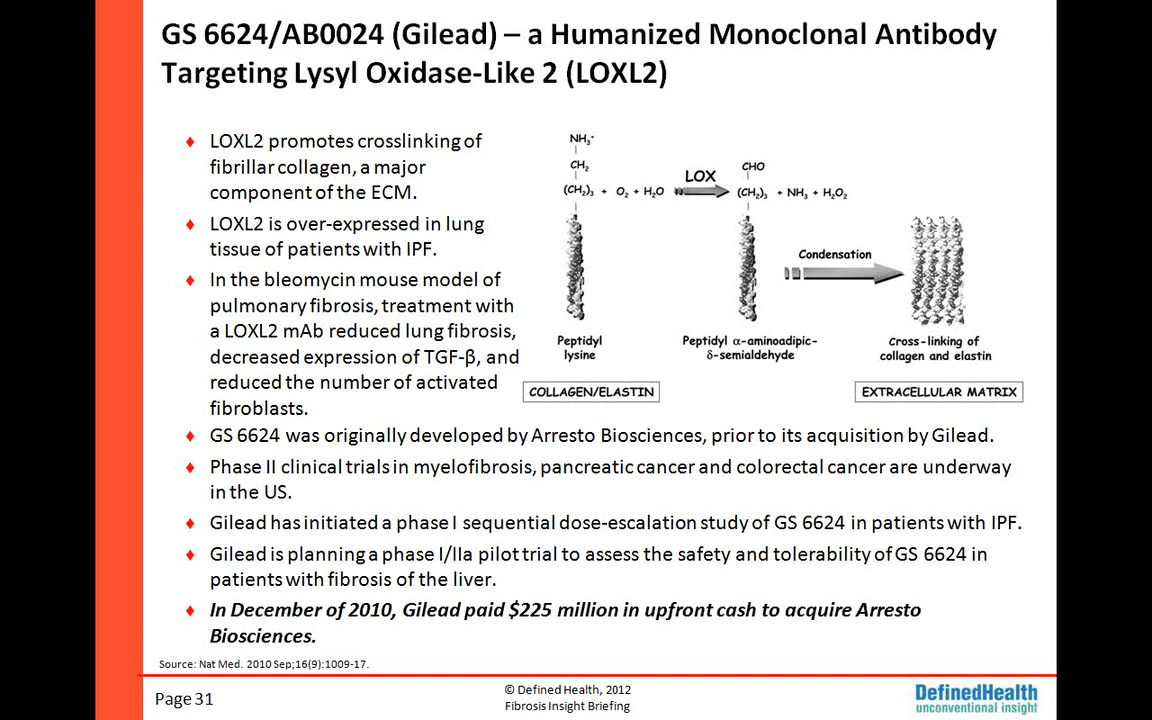 GS 6624/AB0024 (Gilead) – a Humanized Monoclonal Antibody
Targeting Lysyl Oxidase-Like 2 (LOXL2)
♦ LOXL2 promotes crosslinking of
fibrillar collagen, a major
component of the ECM.
♦ LOXL2 is over-expressed in lung
tissue of patients with IPF.
♦ In the bleomycin mouse model of
pulmonary fibrosis, treatment with
a LOXL2 mAb reduced lung fibrosis,
decreased expression of TGF-β, and
reduced the number of activated
fibroblasts.
NH₃⁺
CH₂
(CH₂)₃ + O₂ + H₂O
LOX
CHO
(CH₂)₃ + NH₃ + H₂O₂
Condensation
Peptidyl
lysine
Peptidyl α-aminoadipic-
δ-semialdehyde
Cross-linking of
collagen and elastin
COLLAGEN/ELASTIN
EXTRACELLULAR MATRIX
♦ GS 6624 was originally developed by Arresto Biosciences, prior to its acquisition by Gilead.
♦ Phase II clinical trials in myelofibrosis, pancreatic cancer and colorectal cancer are underway
in the US.
♦ Gilead has initiated a phase I sequential dose-escalation study of GS 6624 in patients with IPF.
♦ Gilead is planning a phase I/IIa pilot trial to assess the safety and tolerability of GS 6624 in
patients with fibrosis of the liver.
♦ In December of 2010, Gilead paid $225 million in upfront cash to acquire Arresto
Biosciences.
Source: Nat Med. 2010 Sep;16(9):1009-17.
Page 31
© Defined Health, 2012
Fibrosis Insight Briefing
DefinedHealth
unconventional insight